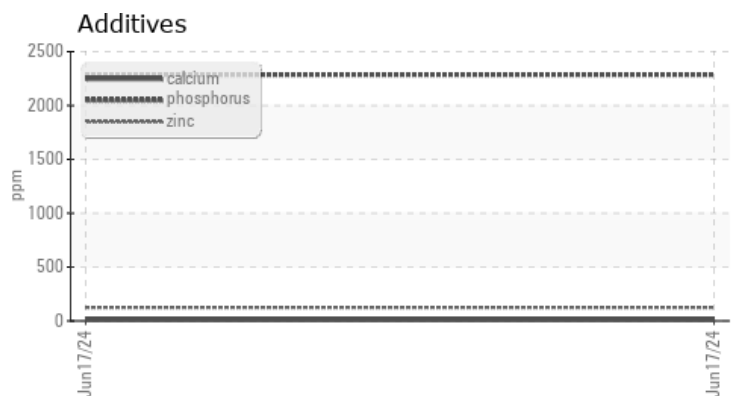 Additives
2500
2000
1500
1000
500
0
ppm
calcium
phosphorus
zinc
Jun17/24
Jun17/24